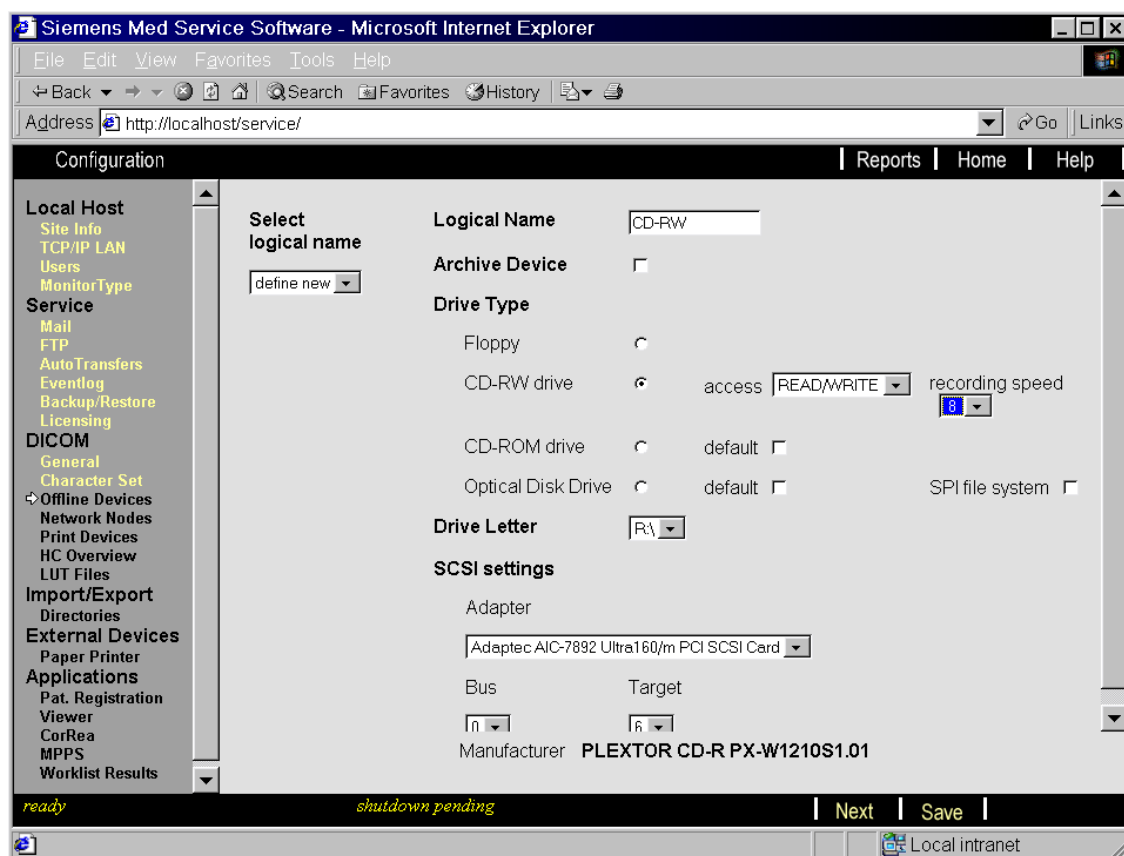 Siemens Med Service Software - Microsoft Internet Explorer
File Edit View Favorites Tools Help
Back Search Favorites History
Address http://localhost/service/ Go Links
Configuration Reports Home Help
Local Host
Site Info
TCP/IP LAN
Users
MonitorType
Service
Mail
FTP
AutoTransfers
Eventlog
Backup/Restore
Licensing
DICOM
General
Character Set
Offline Devices
Network Nodes
Print Devices
HC Overview
LUT Files
Import/Export
Directories
External Devices
Paper Printer
Applications
Pat. Registration
Viewer
CorRea
MPPS
Worklist Results
Select
logical name
define new
Logical Name CD-RW
Archive Device
Drive Type
Floppy
CD-RW drive access READ/WRITE recording speed
8
CD-ROM drive default
Optical Disk Drive default SPI file system
Drive Letter R:\
SCSI settings
Adapter
Adaptec AIC-7892 Ultra160/m PCI SCSI Card
Bus Target
0 6
Manufacturer PLEXTOR CD-R PX-W1210S1.01
ready shutdown pending Next Save
Local intranet